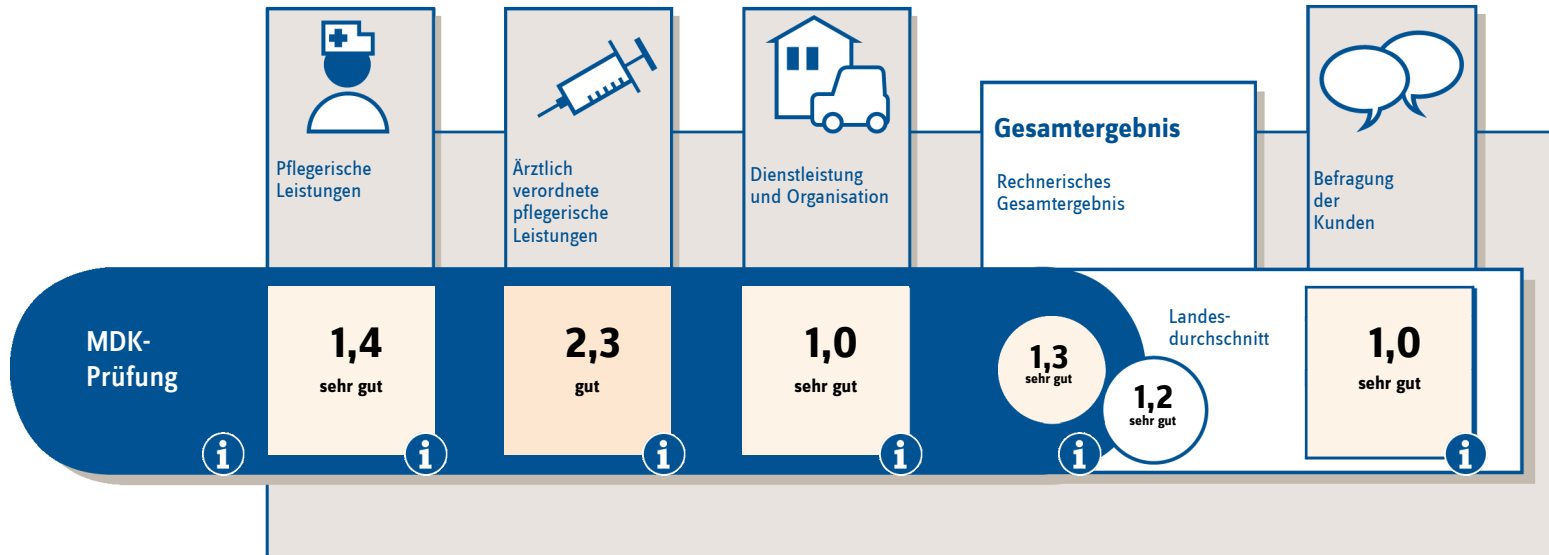 Pflegerische
Leistungen
Ärztlich
verordnete
pflegerische
Leistungen
Dienstleistung
und Organisation
Gesamtergebnis
Rechnerisches
Gesamtergebnis
Befragung
der
Kunden
MDK-
Prüfung
1,4
sehr gut
2,3
gut
1,0
sehr gut
1,3
sehr gut
Landes-
durchschnitt
1,2
sehr gut
1,0
sehr gut
i
i
i
i
i
i